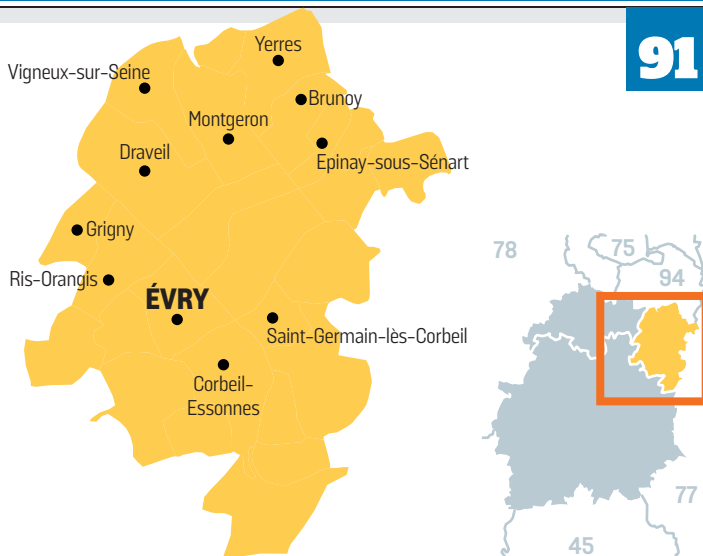 91
Yerres
Vigneux-sur-Seine
Brunoy
Montgeron
Draveil
Epinay-sous-Sénart
Grigny
78
75
94
Ris-Orangis
ÉVRY
Saint-Germain-lès-Corbeil
Corbeil-
Essonnes
77
45